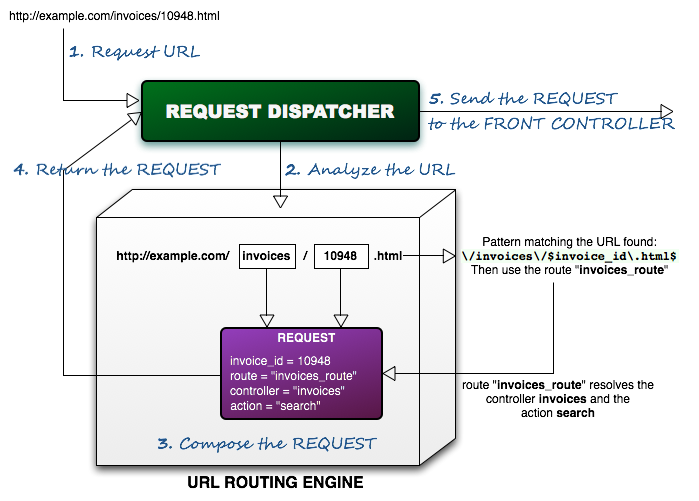 http://example.com/invoices/10948.html
1. Request URL
REQUEST DISPATCHER
5. Send the REQUEST
to the FRONT CONTROLLER
4. Return the REQUEST
2. Analyze the URL
http://example.com/ invoices / 10948 .html
Pattern matching the URL found:
\/invoices\/$invoice_id\.html$
Then use the route "invoices_route"
REQUEST
invoice_id = 10948
route = "invoices_route"
controller = "invoices"
action = "search"
route "invoices_route" resolves the
controller invoices and the
action search
3. Compose the REQUEST
URL ROUTING ENGINE